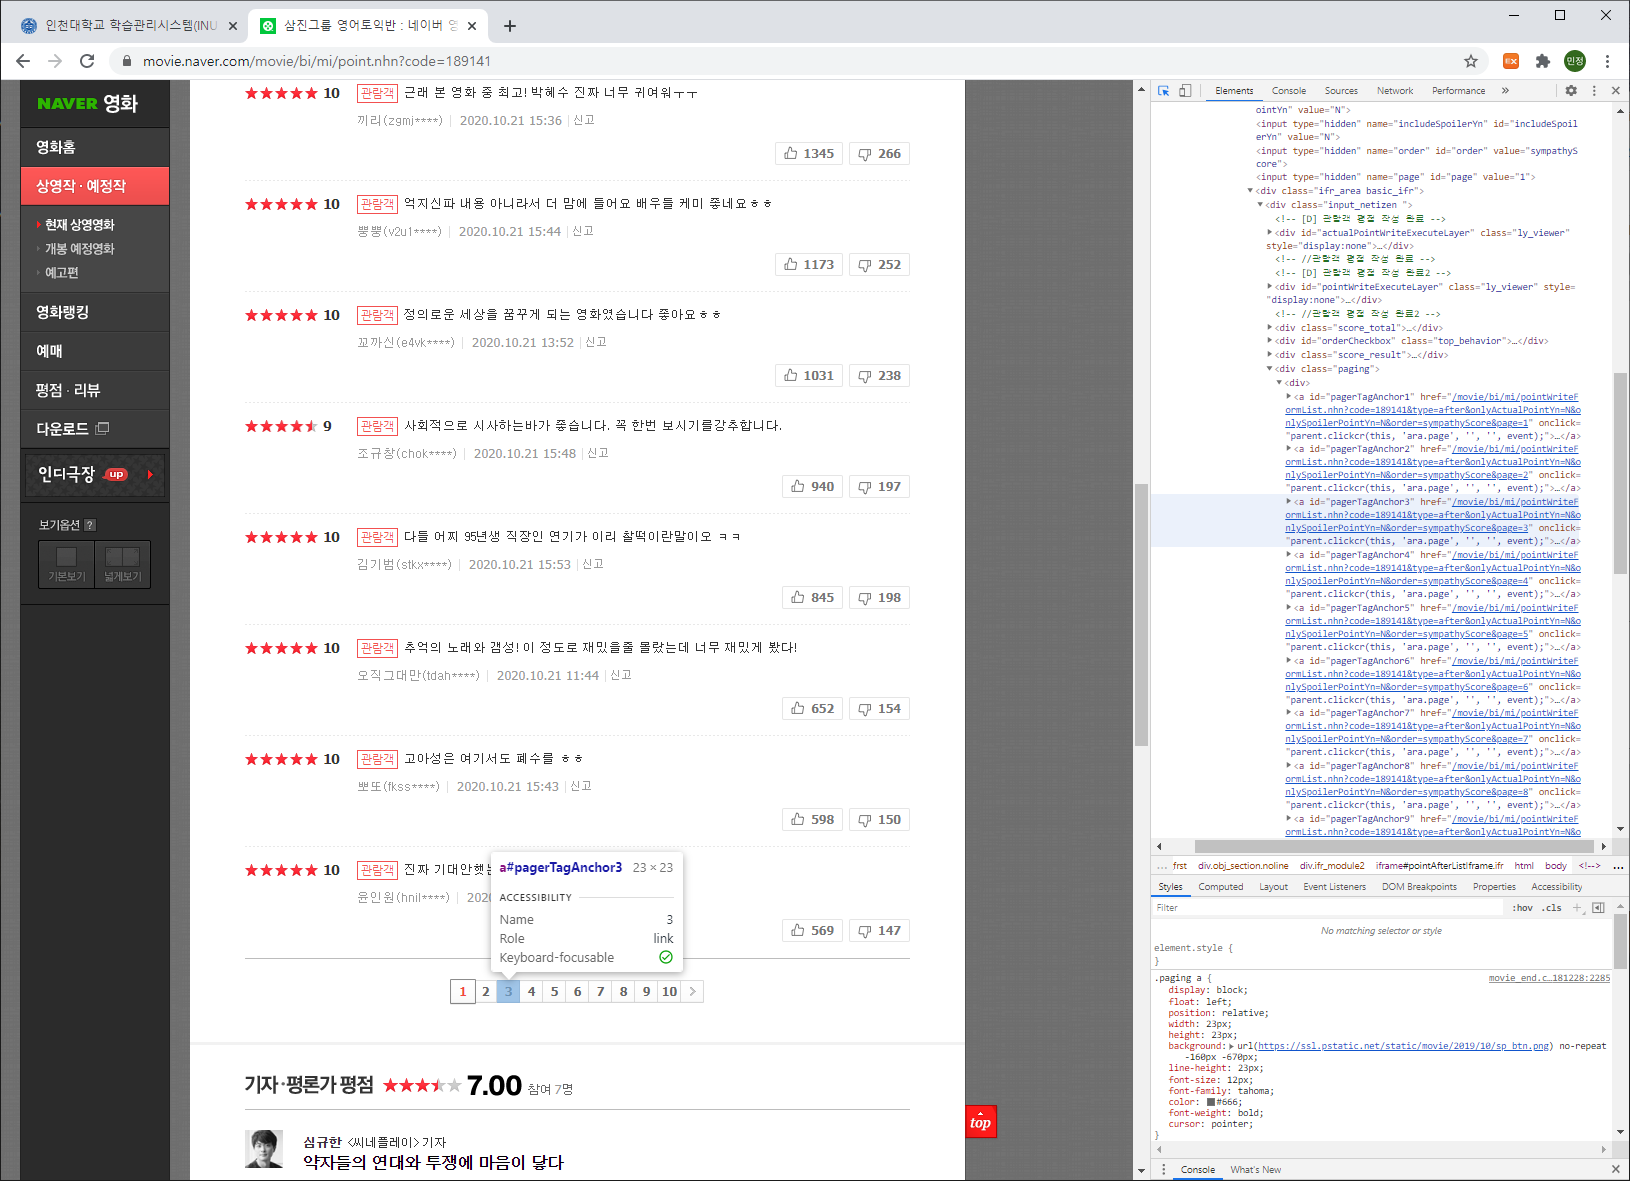 인천대학교 학습관리시스템(INU
삼진그룹 영어토익반 : 네이버 영
movie.naver.com/movie/bi/mi/point.nhn?code=189141
민정
NAVER 영화
영화홈
상영작 · 예정작
현재 상영영화
개봉 예정영화
예고편
영화랭킹
예매
평점 · 리뷰
다운로드
인디극장 up
보기옵션 ?
기본보기 넓게보기
10 관람객 근래 본 영화 중 최고! 박혜수 진짜 너무 귀여워ㅜㅜ
끼리(zgmj****) 2020.10.21 15:36 신고
1345 266
10 관람객 억지신파 내용 아니라서 더 맘에 들어요 배우들 케미 좋네요ㅎㅎ
뿡뿡(v2u1****) 2020.10.21 15:44 신고
1173 252
10 관람객 정의로운 세상을 꿈꾸게 되는 영화였습니다 좋아요ㅎㅎ
꼬까신(e4vk****) 2020.10.21 13:52 신고
1031 238
9 관람객 사회적으로 시사하는바가 좋습니다. 꼭 한번 보시기를강추합니다.
조규창(chok****) 2020.10.21 15:48 신고
940 197
10 관람객 다들 어찌 95년생 직장인 연기가 이리 찰떡이란말이오 ㅋㅋ
김기범(stkx****) 2020.10.21 15:53 신고
845 198
10 관람객 추억의 노래와 갬성! 이 정도로 재밌을줄 몰랐는데 너무 재밌게 봤다!
오직그대만(tdah****) 2020.10.21 11:44 신고
652 154
10 관람객 고아성은 여기서도 폐수를 ㅎㅎ
뽀또(fkss****) 2020.10.21 15:43 신고
598 150
10 관람객 진짜 기대안했
윤인원(hnil****) 202
569 147
a#pagerTagAnchor3 23 × 23
ACCESSIBILITY
Name 3
Role link
Keyboard-focusable
1 2 3 4 5 6 7 8 9 10 >
기자·평론가 평점 7.00 참여 7명
심규한 <씨네플레이> 기자
약자들의 연대와 투쟁에 마음이 닿다
top
Elements Console Sources Network Performance »
ointYn" value="N">
<input type="hidden" name="includeSpoilerYn" id="includeSpoil
erYn" value="N">
<input type="hidden" name="order" id="order" value="sympathyS
core">
<input type="hidden" name="page" id="page" value="1">
<div class="ifr_area basic_ifr">
<div class="input_netizen ">
<!-- [D] 관람객 평점 작성 완료 -->
<div id="actualPointWriteExecuteLayer" class="ly_viewer"
style="display:none">…</div>
<!-- //관람객 평점 작성 완료 -->
<!-- [D] 관람객 평점 작성 완료2 -->
<div id="pointWriteExecuteLayer" class="ly_viewer" style=
"display:none">…</div>
<!-- //관람객 평점 작성 완료2 -->
<div class="score_total">…</div>
<div id="orderCheckbox" class="top_behavior">…</div>
<div class="score_result">…</div>
<div class="paging">
<div>
<a id="pagerTagAnchor1" href="/movie/bi/mi/pointWriteF
ormList.nhn?code=189141&type=after&onlyActualPointYn=N&o
nlySpoilerPointYn=N&order=sympathyScore&page=1" onclick=
"parent.clickcr(this, 'ara.page', '', '', event);">…</a>
<a id="pagerTagAnchor2" href="/movie/bi/mi/pointWriteF
ormList.nhn?code=189141&type=after&onlyActualPointYn=N&o
nlySpoilerPointYn=N&order=sympathyScore&page=2" onclick=
"parent.clickcr(this, 'ara.page', '', '', event);">…</a>
<a id="pagerTagAnchor3" href="/movie/bi/mi/pointWriteF
ormList.nhn?code=189141&type=after&onlyActualPointYn=N&o
nlySpoilerPointYn=N&order=sympathyScore&page=3" onclick=
"parent.clickcr(this, 'ara.page', '', '', event);">…</a>
<a id="pagerTagAnchor4" href="/movie/bi/mi/pointWriteF
ormList.nhn?code=189141&type=after&onlyActualPointYn=N&o
nlySpoilerPointYn=N&order=sympathyScore&page=4" onclick=
"parent.clickcr(this, 'ara.page', '', '', event);">…</a>
<a id="pagerTagAnchor5" href="/movie/bi/mi/pointWriteF
ormList.nhn?code=189141&type=after&onlyActualPointYn=N&o
nlySpoilerPointYn=N&order=sympathyScore&page=5" onclick=
"parent.clickcr(this, 'ara.page', '', '', event);">…</a>
<a id="pagerTagAnchor6" href="/movie/bi/mi/pointWriteF
ormList.nhn?code=189141&type=after&onlyActualPointYn=N&o
nlySpoilerPointYn=N&order=sympathyScore&page=6" onclick=
"parent.clickcr(this, 'ara.page', '', '', event);">…</a>
<a id="pagerTagAnchor7" href="/movie/bi/mi/pointWriteF
ormList.nhn?code=189141&type=after&onlyActualPointYn=N&o
nlySpoilerPointYn=N&order=sympathyScore&page=7" onclick=
"parent.clickcr(this, 'ara.page', '', '', event);">…</a>
<a id="pagerTagAnchor8" href="/movie/bi/mi/pointWriteF
ormList.nhn?code=189141&type=after&onlyActualPointYn=N&o
nlySpoilerPointYn=N&order=sympathyScore&page=8" onclick=
"parent.clickcr(this, 'ara.page', '', '', event);">…</a>
<a id="pagerTagAnchor9" href="/movie/bi/mi/pointWriteF
ormList.nhn?code=189141&type=after&onlyActualPointYn=N&o
... frst div.obj_section.noline div.ifr_module2 iframe#pointAfterListIframe.ifr html body <!--> ...
Styles Computed Layout Event Listeners DOM Breakpoints Properties Accessibility
Filter :hov .cls +
No matching selector or style
element.style {
}
.paging a { movie_end.c…181228:2285
display: block;
float: left;
position: relative;
width: 23px;
height: 23px;
background: url(https://ssl.pstatic.net/static/movie/2019/10/sp_btn.png) no-repeat
-160px -670px;
line-height: 23px;
font-size: 12px;
font-family: tahoma;
color: #666;
font-weight: bold;
cursor: pointer;
}
Console What's New